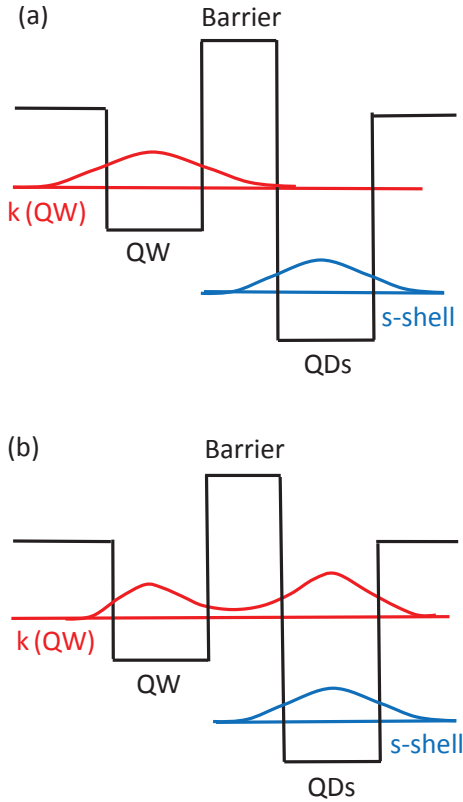 (a)
Barrier
k (QW)
QW
s-shell
QDs
(b)
Barrier
k (QW)
QW
s-shell
QDs